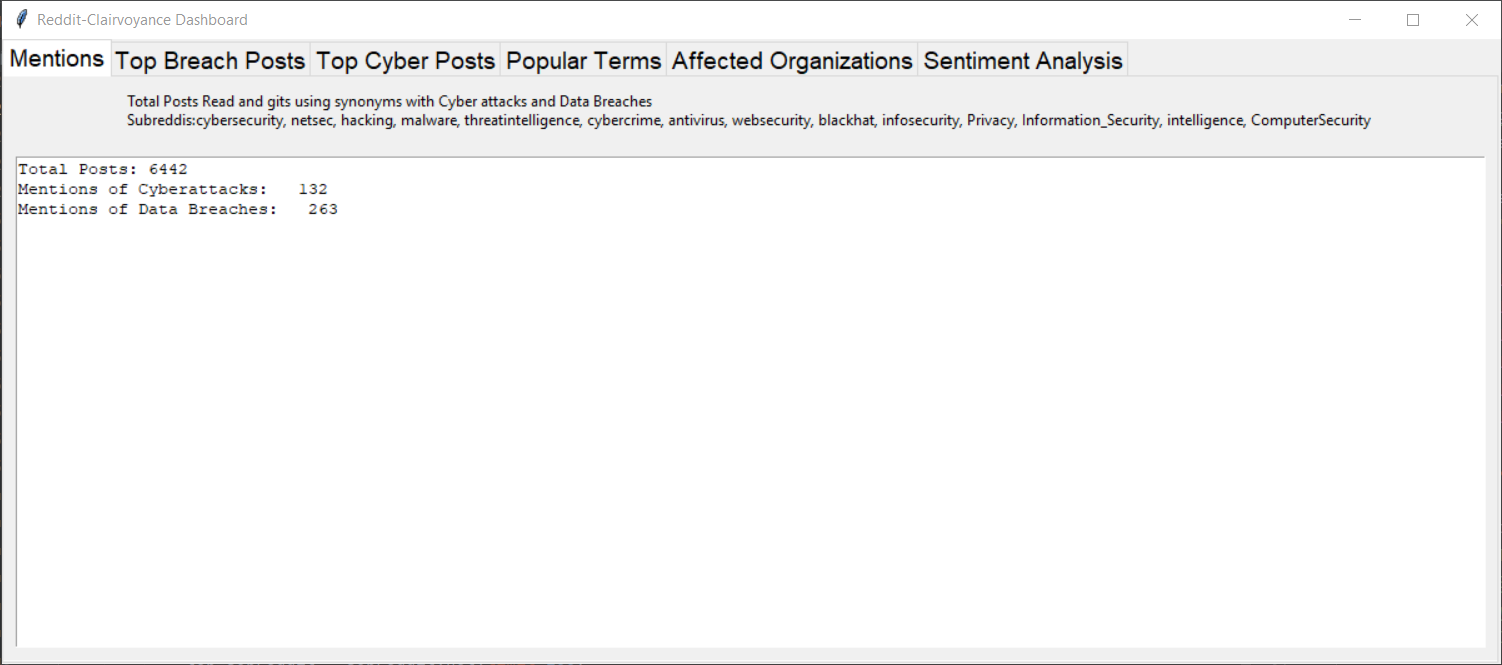 Reddit-Clairvoyance Dashboard
Mentions Top Breach Posts Top Cyber Posts Popular Terms Affected Organizations Sentiment Analysis
Total Posts Read and gits using synonyms with Cyber attacks and Data Breaches
Subreddis:cybersecurity, netsec, hacking, malware, threatintelligence, cybercrime, antivirus, websecurity, blackhat, infosecurity, Privacy, Information_Security, intelligence, ComputerSecurity
Total Posts: 6442
Mentions of Cyberattacks:   132
Mentions of Data Breaches:   263